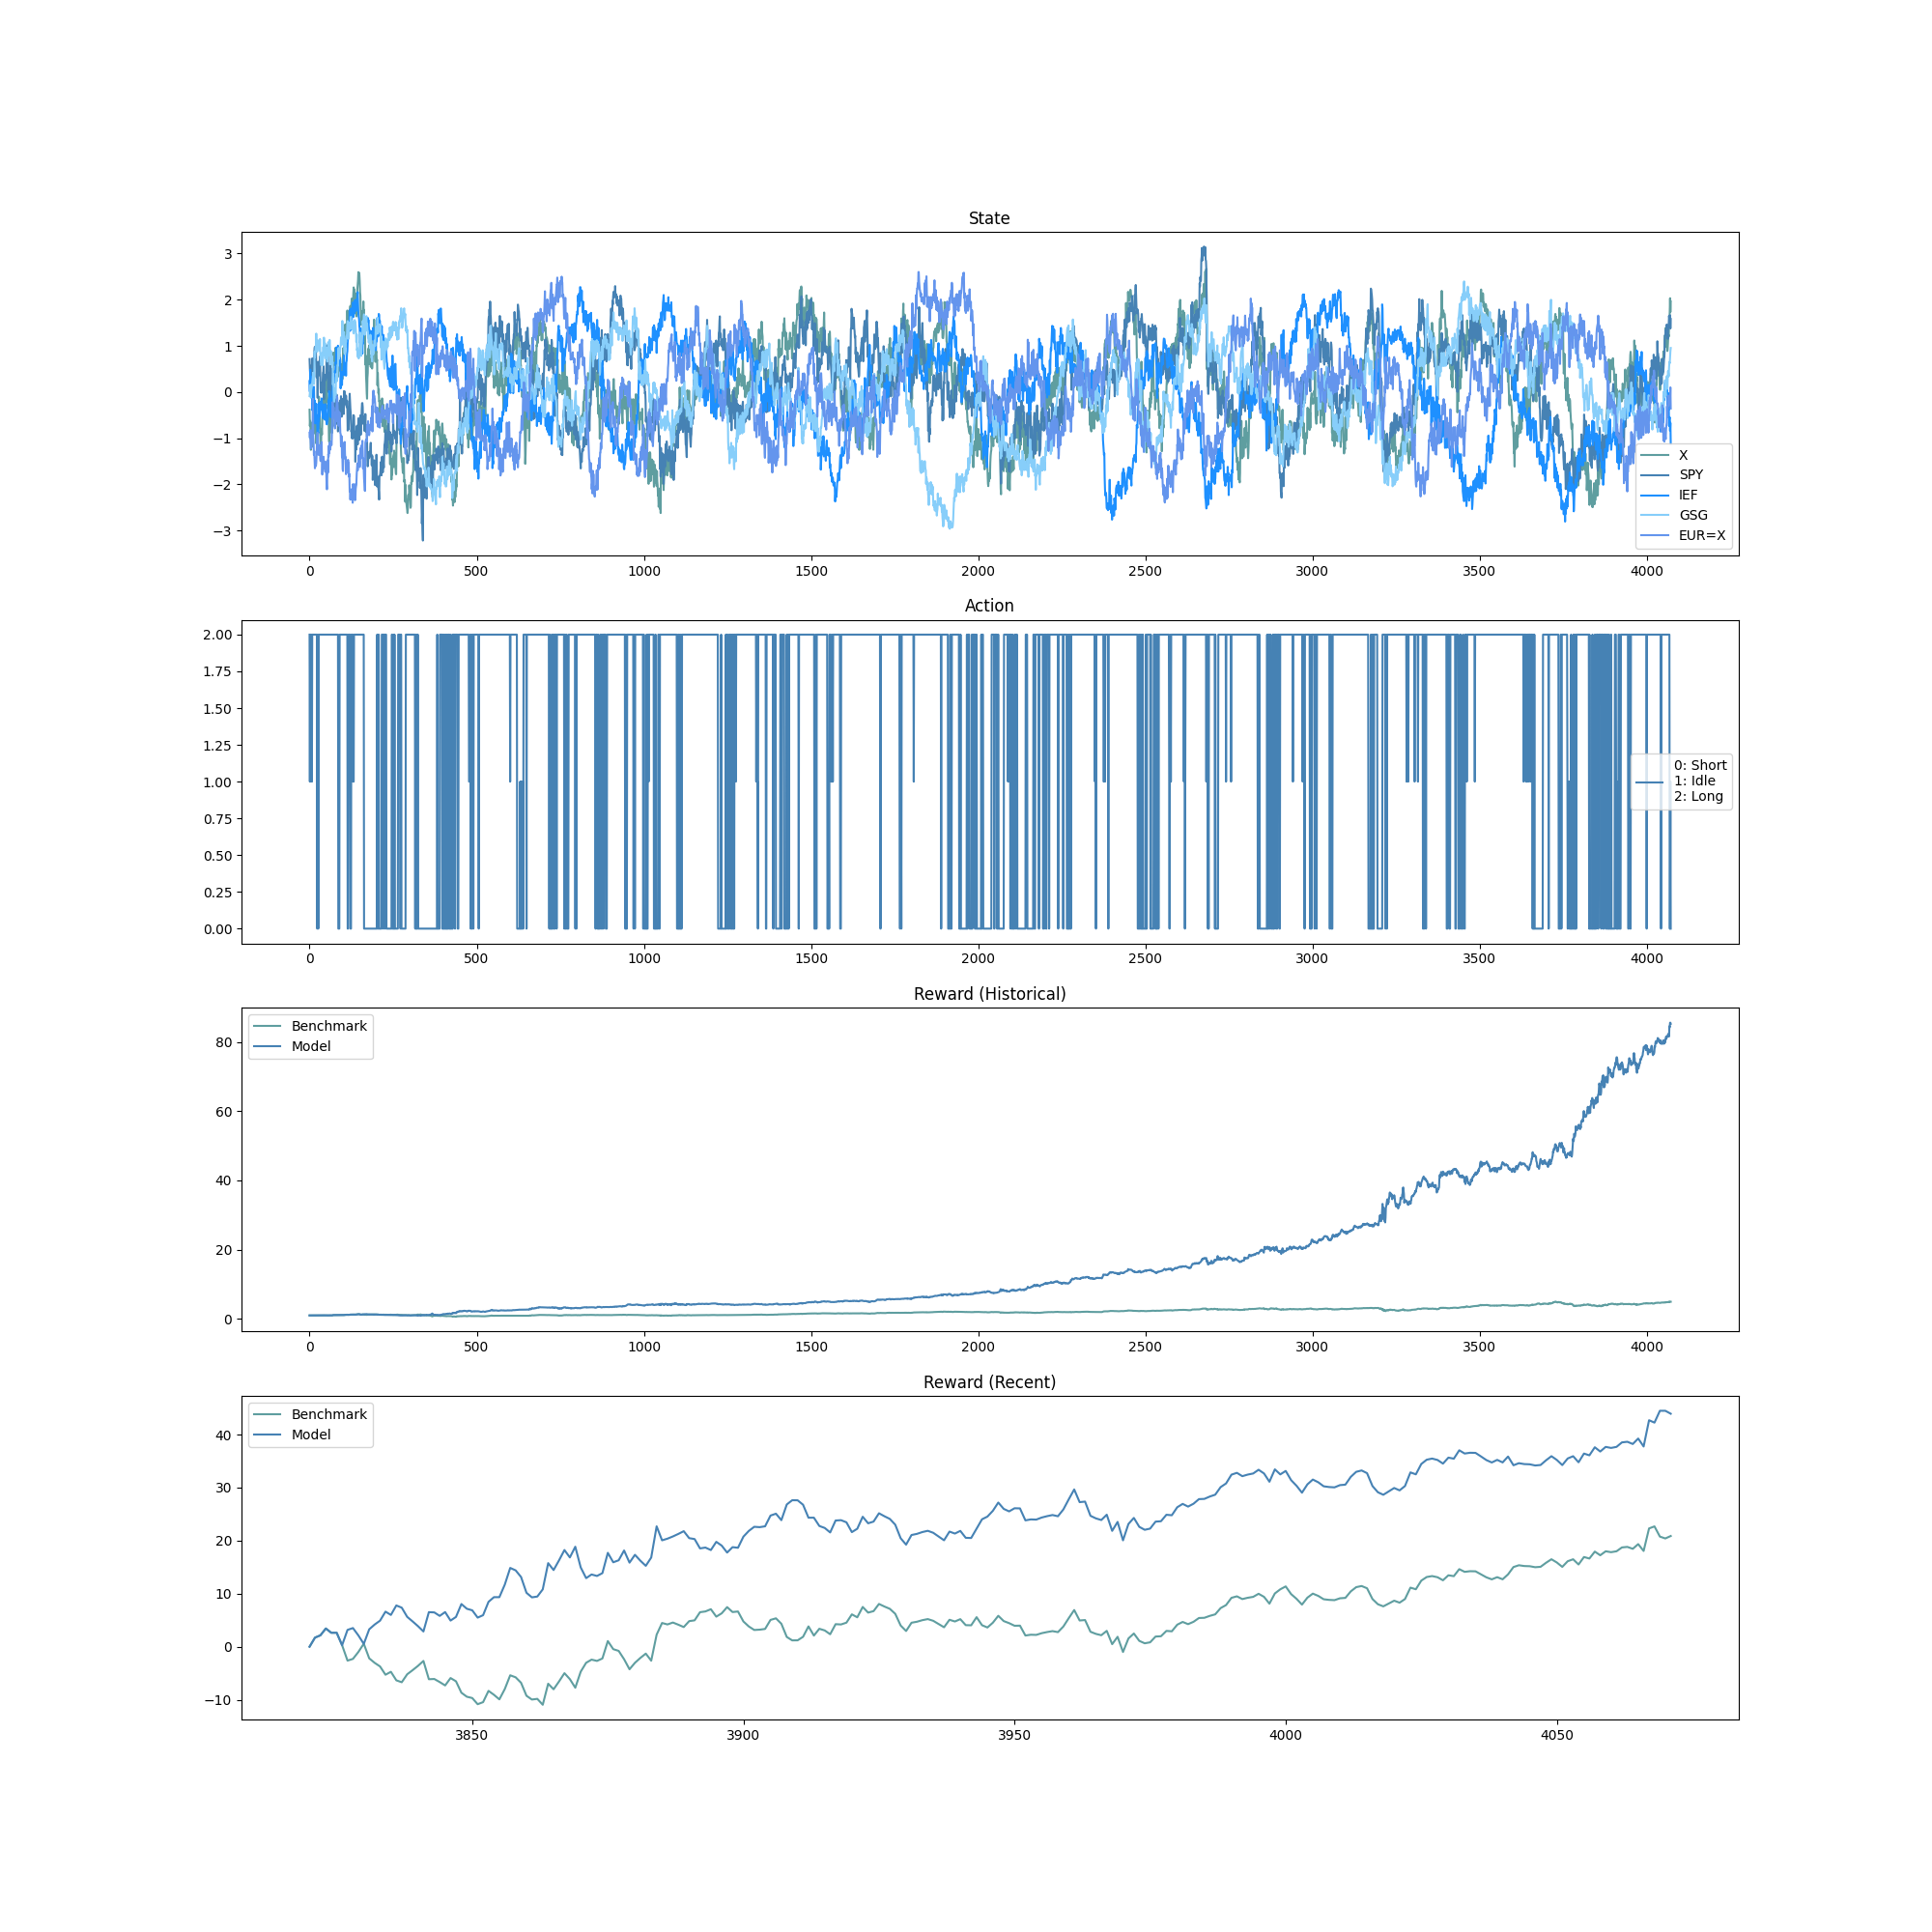 State
3
2
1
0
−1
−2
−3
X
SPY
IEF
GSG
EUR=X
0 500 1000 1500 2000 2500 3000 3500 4000
Action
2.00
1.75
1.50
1.25
1.00
0.75
0.50
0.25
0.00
0: Short
1: Idle
2: Long
0 500 1000 1500 2000 2500 3000 3500 4000
Reward (Historical)
Benchmark
Model
80
60
40
20
0
0 500 1000 1500 2000 2500 3000 3500 4000
Reward (Recent)
Benchmark
Model
40
30
20
10
0
−10
3850 3900 3950 4000 4050